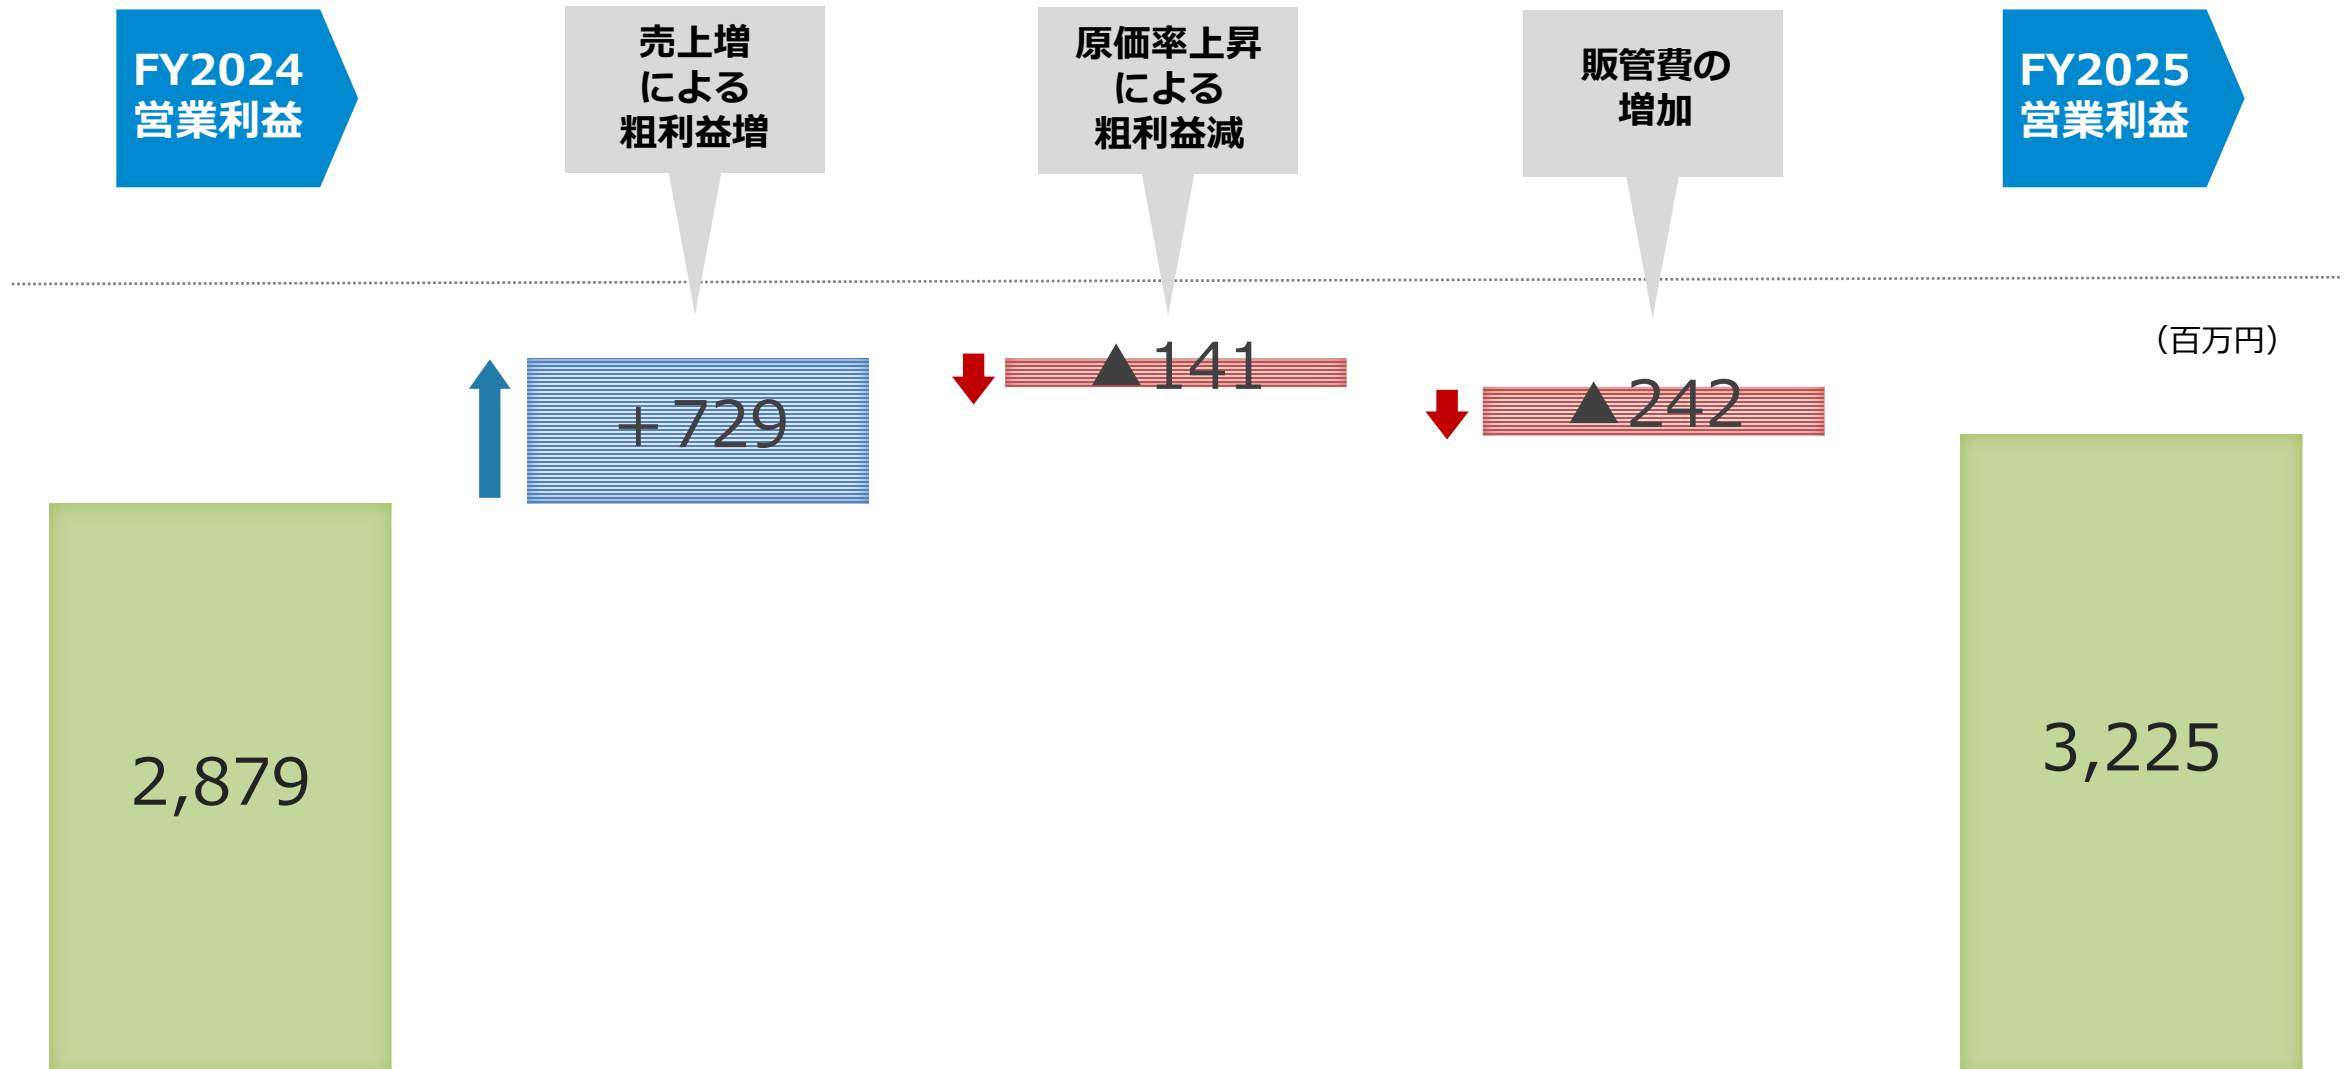 FY2024
営業利益
売上増
による
粗利益増
原価率上昇
による
粗利益減
販管費の
増加
FY2025
営業利益
（百万円）
＋729
▲141
▲242
2,879
3,225